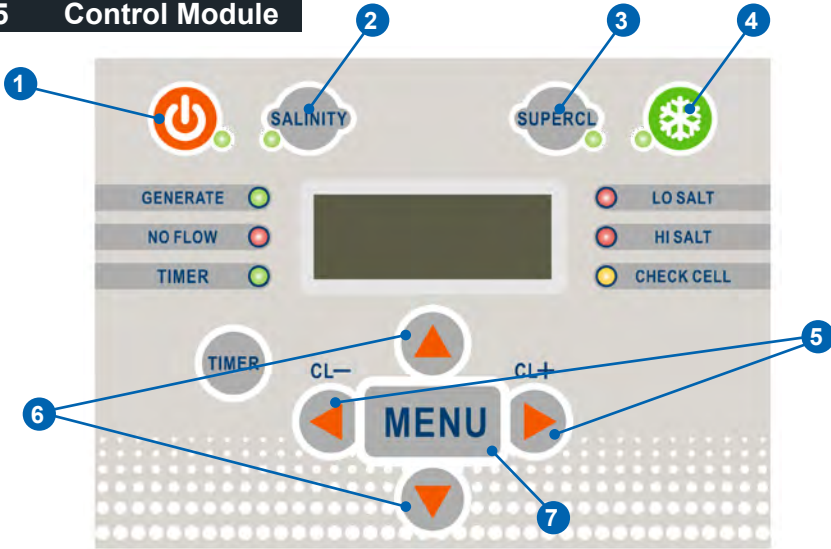 5 Control Module
2
3
4
1
SALINITY
SUPERCL
GENERATE
LO SALT
NO FLOW
HI SALT
TIMER
CHECK CELL
5
TIMER
CL—
CL+
6
MENU
7